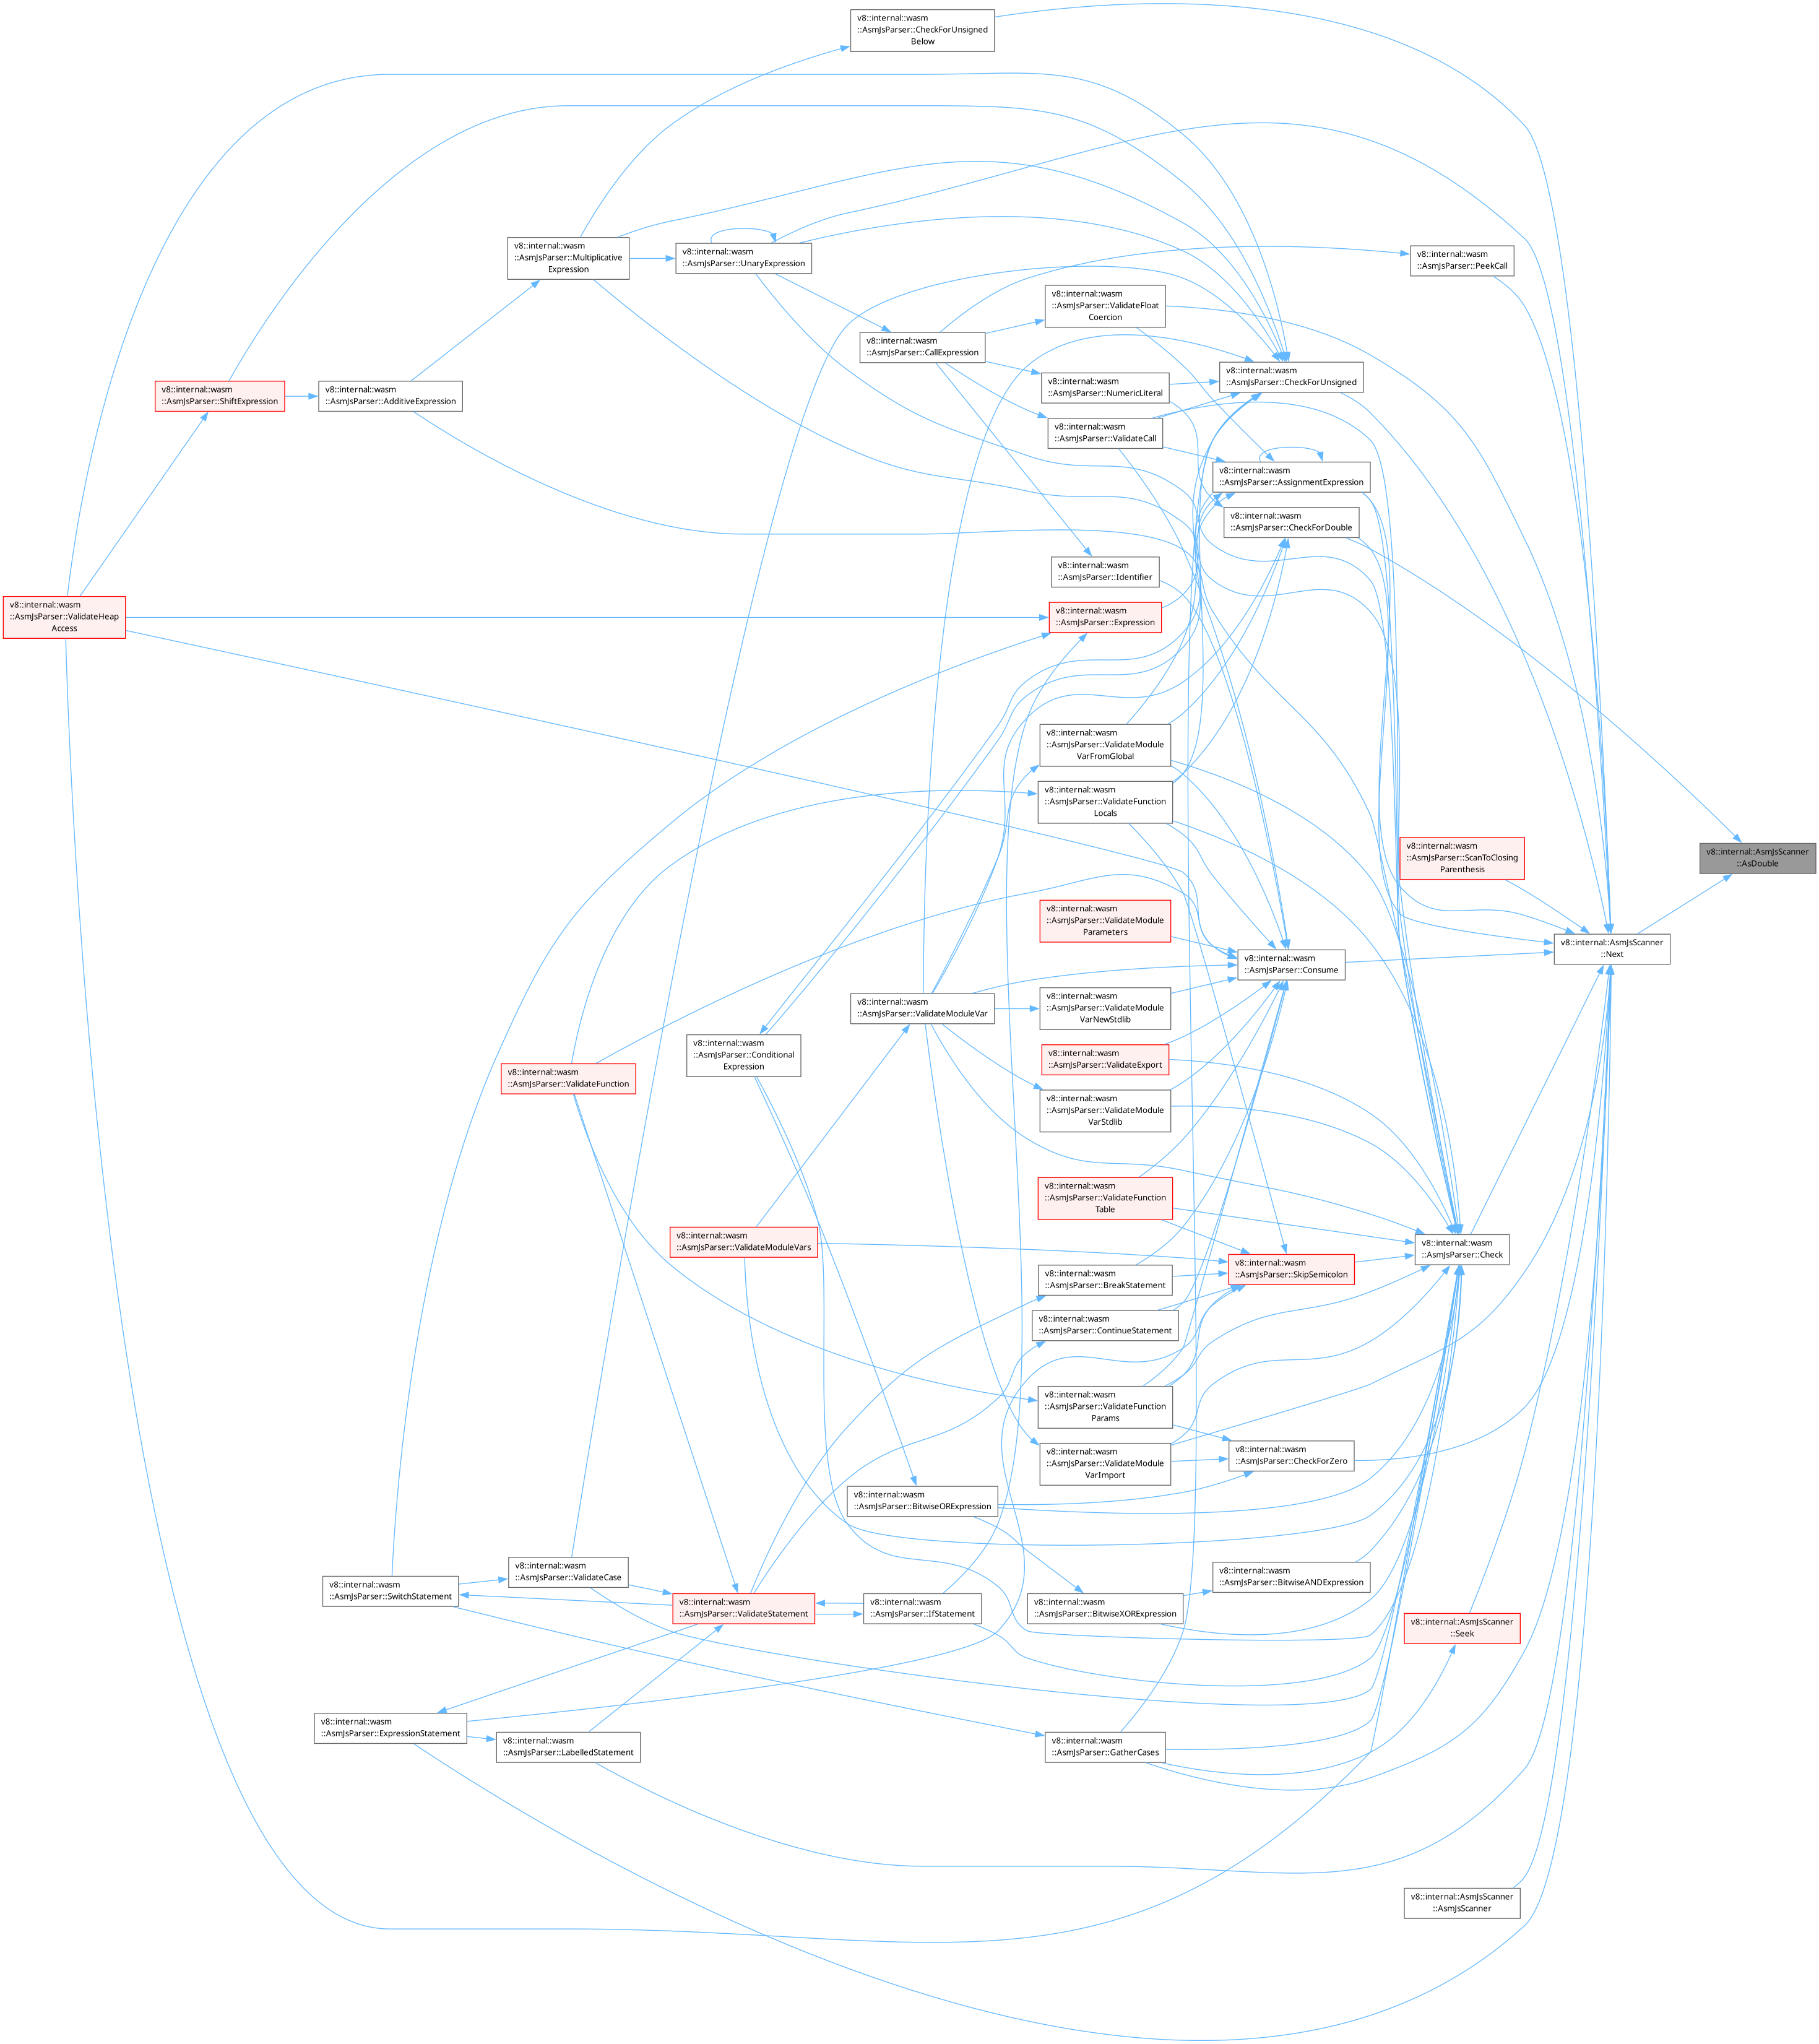 v8::internal::wasm
::AsmJsParser::CheckForUnsigned
Below
v8::internal::wasm
::AsmJsParser::Multiplicative
Expression
v8::internal::wasm
::AsmJsParser::UnaryExpression
v8::internal::wasm
::AsmJsParser::PeekCall
v8::internal::wasm
::AsmJsParser::ValidateFloat
Coercion
v8::internal::wasm
::AsmJsParser::CallExpression
v8::internal::wasm
::AsmJsParser::CheckForUnsigned
v8::internal::wasm
::AsmJsParser::ShiftExpression
v8::internal::wasm
::AsmJsParser::AdditiveExpression
v8::internal::wasm
::AsmJsParser::NumericLiteral
v8::internal::wasm
::AsmJsParser::ValidateCall
v8::internal::wasm
::AsmJsParser::AssignmentExpression
v8::internal::wasm
::AsmJsParser::CheckForDouble
v8::internal::wasm
::AsmJsParser::Identifier
v8::internal::wasm
::AsmJsParser::ValidateHeap
Access
v8::internal::wasm
::AsmJsParser::Expression
v8::internal::wasm
::AsmJsParser::ValidateModule
VarFromGlobal
v8::internal::wasm
::AsmJsParser::ValidateFunction
Locals
v8::internal::wasm
::AsmJsParser::ScanToClosing
Parenthesis
v8::internal::AsmJsScanner
::AsDouble
v8::internal::wasm
::AsmJsParser::ValidateModule
Parameters
v8::internal::AsmJsScanner
::Next
v8::internal::wasm
::AsmJsParser::Consume
v8::internal::wasm
::AsmJsParser::ValidateModuleVar
v8::internal::wasm
::AsmJsParser::ValidateModule
VarNewStdlib
v8::internal::wasm
::AsmJsParser::Conditional
Expression
v8::internal::wasm
::AsmJsParser::ValidateExport
v8::internal::wasm
::AsmJsParser::ValidateFunction
v8::internal::wasm
::AsmJsParser::ValidateModule
VarStdlib
v8::internal::wasm
::AsmJsParser::ValidateFunction
Table
v8::internal::wasm
::AsmJsParser::ValidateModuleVars
v8::internal::wasm
::AsmJsParser::Check
v8::internal::wasm
::AsmJsParser::SkipSemicolon
v8::internal::wasm
::AsmJsParser::BreakStatement
v8::internal::wasm
::AsmJsParser::ContinueStatement
v8::internal::wasm
::AsmJsParser::ValidateFunction
Params
v8::internal::wasm
::AsmJsParser::ValidateModule
VarImport
v8::internal::wasm
::AsmJsParser::CheckForZero
v8::internal::wasm
::AsmJsParser::BitwiseORExpression
v8::internal::wasm
::AsmJsParser::BitwiseANDExpression
v8::internal::wasm
::AsmJsParser::ValidateCase
v8::internal::wasm
::AsmJsParser::SwitchStatement
v8::internal::wasm
::AsmJsParser::ValidateStatement
v8::internal::wasm
::AsmJsParser::IfStatement
v8::internal::wasm
::AsmJsParser::BitwiseXORExpression
v8::internal::AsmJsScanner
::Seek
v8::internal::wasm
::AsmJsParser::ExpressionStatement
v8::internal::wasm
::AsmJsParser::LabelledStatement
v8::internal::wasm
::AsmJsParser::GatherCases
v8::internal::AsmJsScanner
::AsmJsScanner